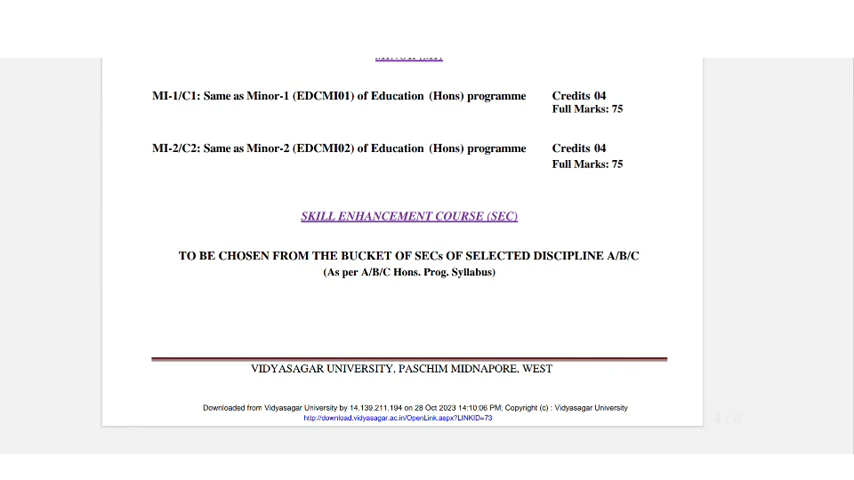 MI-1/C1: Same as Minor-1 (EDCMI01) of Education (Hons) programme Credits 04
Full Marks: 75
MI-2/C2: Same as Minor-2 (EDCMI02) of Education (Hons) programme Credits 04
Full Marks: 75
SKILL ENHANCEMENT COURSE (SEC)
TO BE CHOSEN FROM THE BUCKET OF SECs OF SELECTED DISCIPLINE A/B/C
(As per A/B/C Hons. Prog. Syllabus)
VIDYASAGAR UNIVERSITY, PASCHIM MIDNAPORE, WEST
Downloaded from Vidyasagar University by 14.139.211.194 on 28 Oct 2023 14:10:06 PM; Copyright (c) : Vidyasagar University
http://download.vidyasagar.ac.in/OpenLink.aspx?LINKID=73